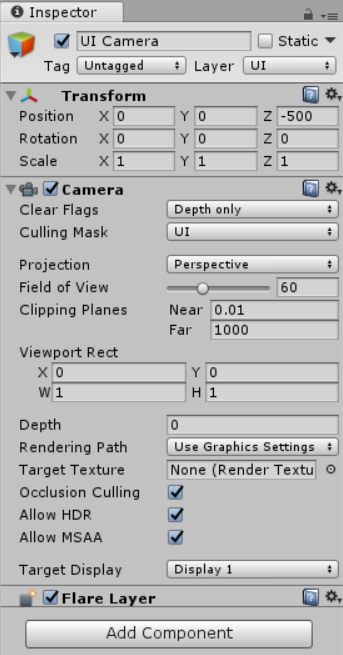 Inspector
UI Camera Static
Tag Untagged Layer UI
Transform
Position X 0 Y 0 Z -500
Rotation X 0 Y 0 Z 0
Scale X 1 Y 1 Z 1
Camera
Clear Flags Depth only
Culling Mask UI
Projection Perspective
Field of View 60
Clipping Planes Near 0.01
Far 1000
Viewport Rect
X 0 Y 0
W 1 H 1
Depth 0
Rendering Path Use Graphics Settings
Target Texture None (Render Textu
Occlusion Culling
Allow HDR
Allow MSAA
Target Display Display 1
Flare Layer
Add Component